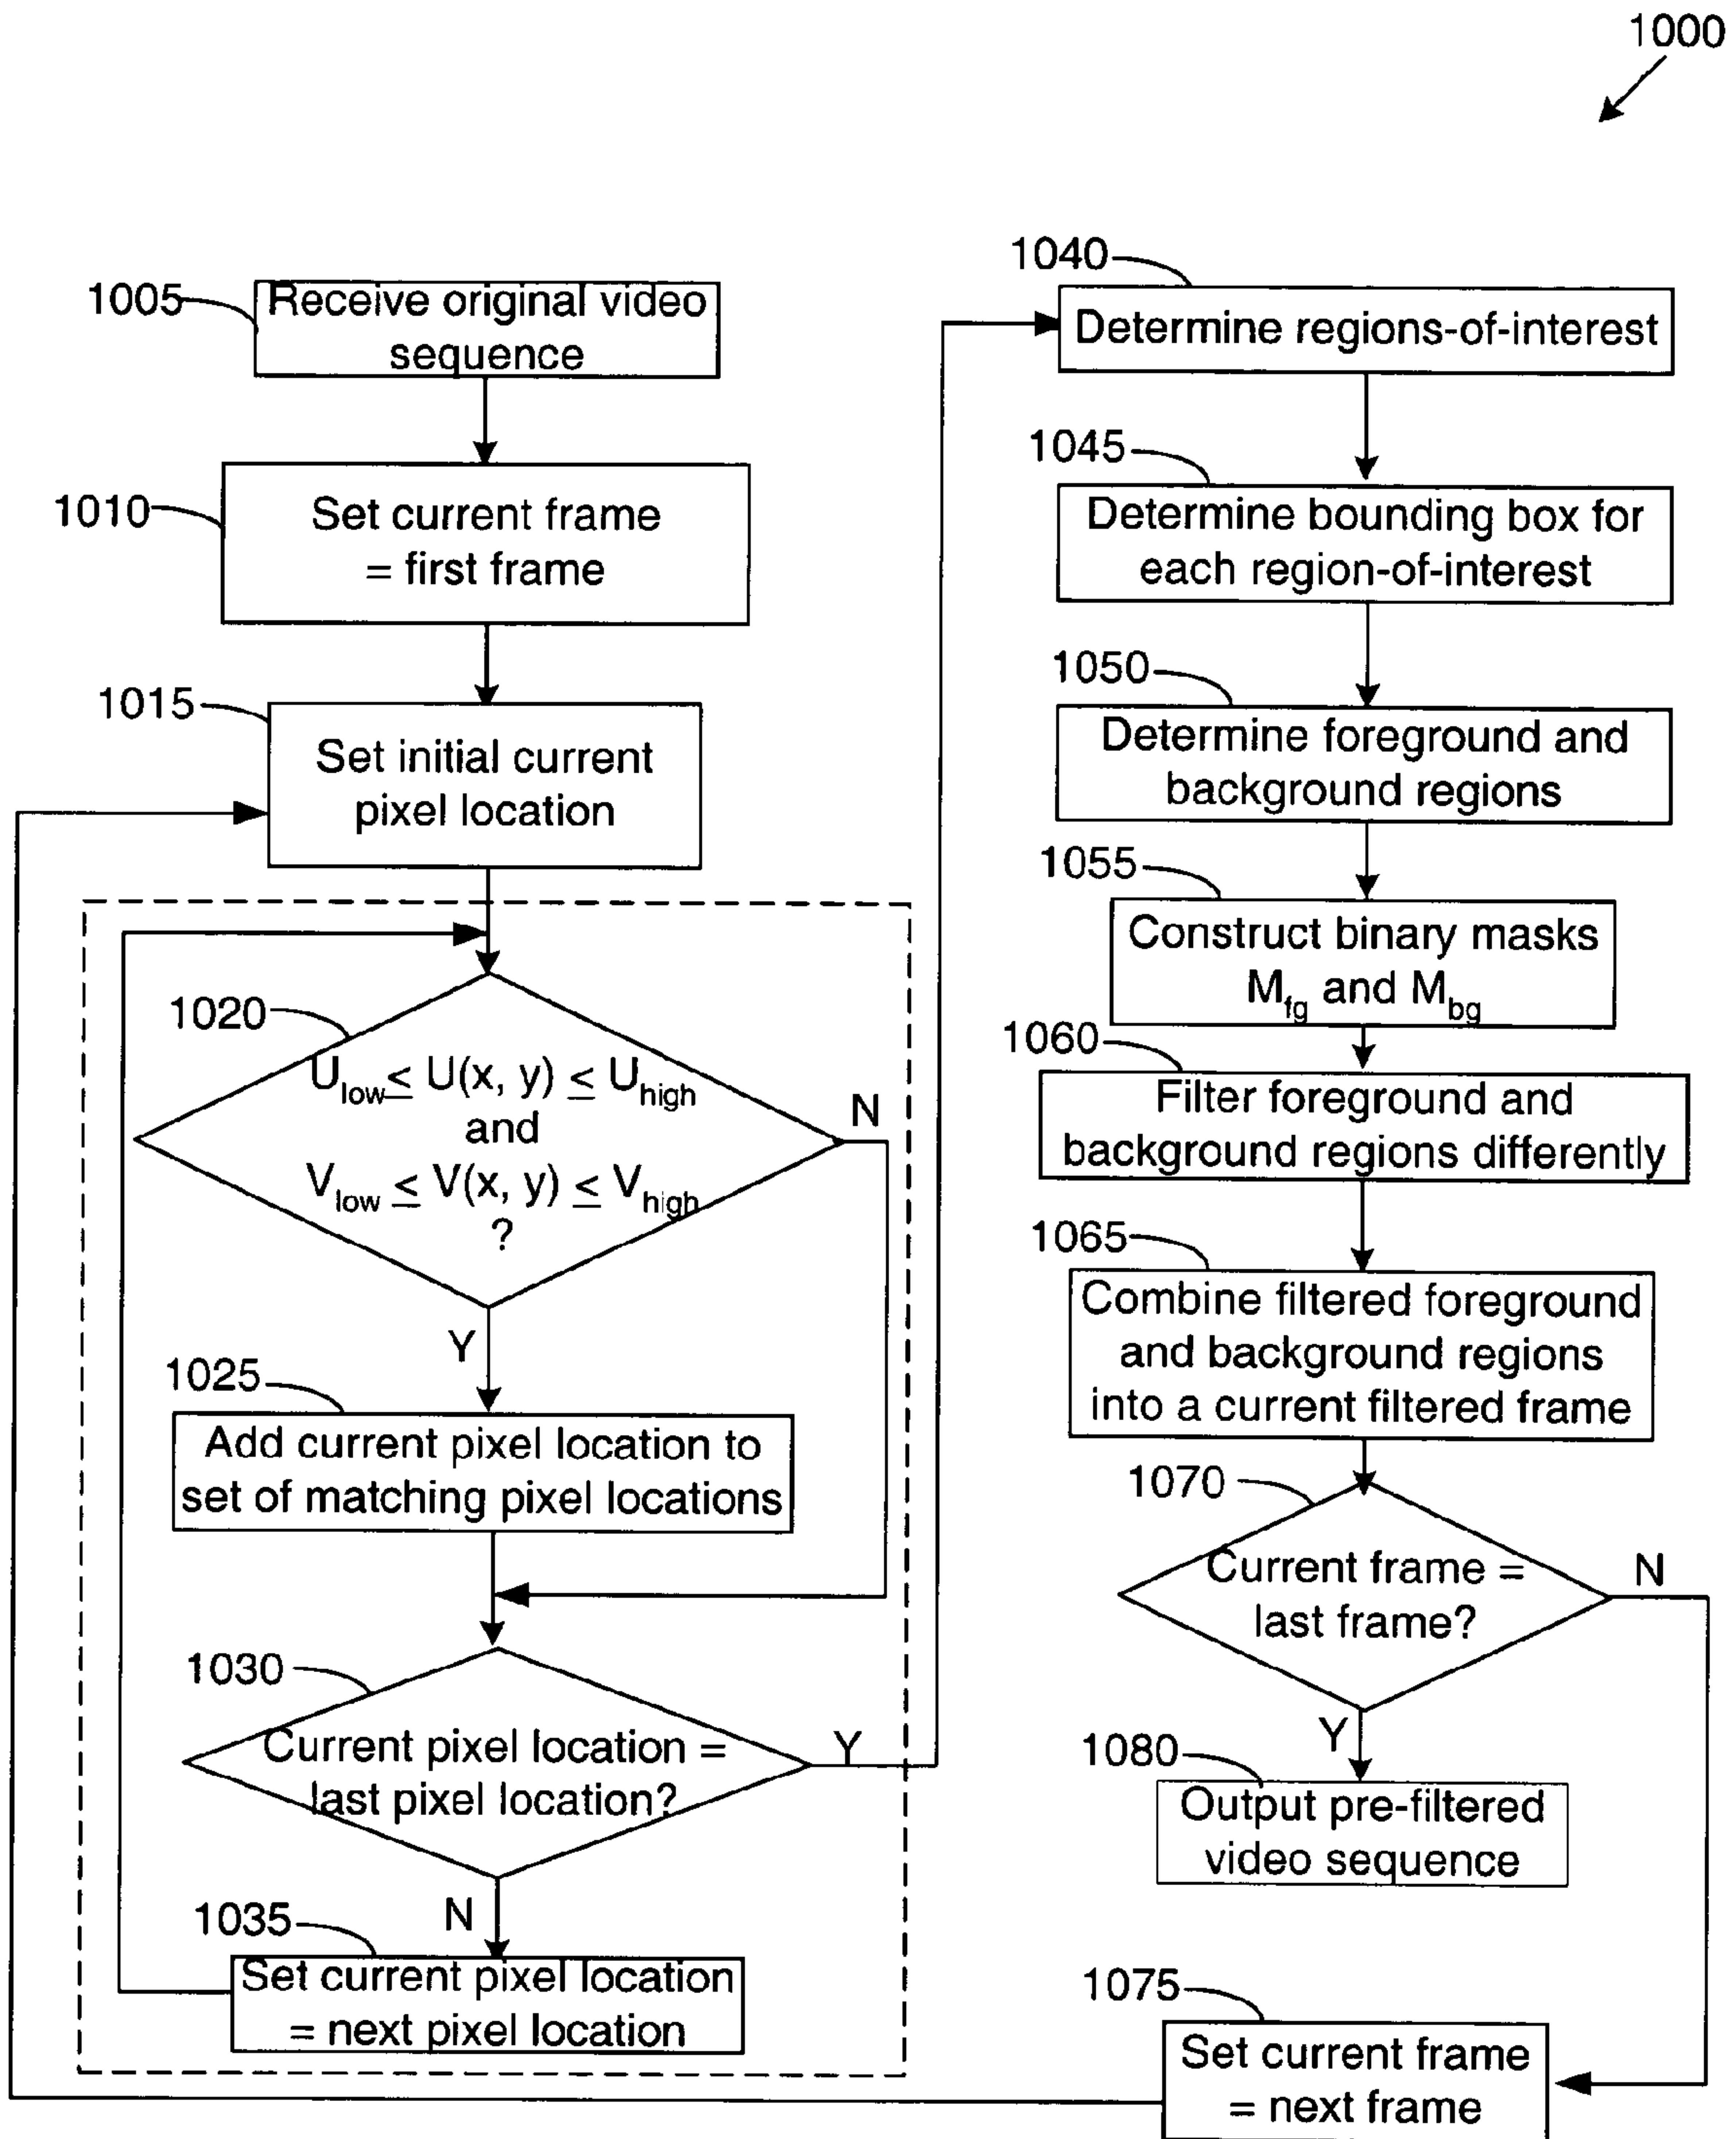 1000
1005
Receive original video
sequence
1010
Set current frame
= first frame
1015
Set initial current
pixel location
1020
U_low ≤ U(x, y) ≤ U_high
and
V_low ≤ V(x, y) ≤ V_high
?
N
Y
1025
Add current pixel location to
set of matching pixel locations
1030
Current pixel location =
last pixel location?
Y
N
1035
Set current pixel location
= next pixel location
1040
Determine regions-of-interest
1045
Determine bounding box for
each region-of-interest
1050
Determine foreground and
background regions
1055
Construct binary masks
M_fg and M_bg
1060
Filter foreground and
background regions differently
1065
Combine filtered foreground
and background regions
into a current filtered frame
1070
Current frame =
last frame?
N
Y
1080
Output pre-filtered
video sequence
1075
Set current frame
= next frame